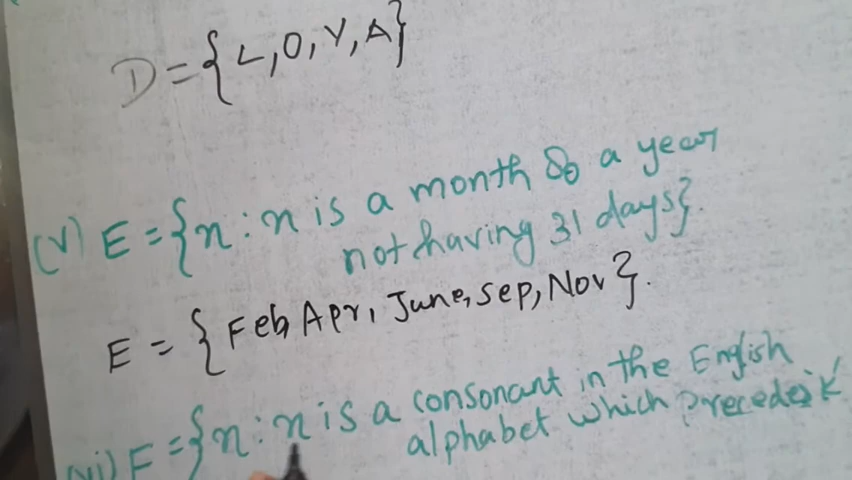 D = {L, O, Y, A}
(v) E = {n : n is a month of a year
not having 31 days}.
E = {Feb, Apr, June, Sep, Nov}.
(vi) F = {n : n is a consonant in the English
alphabet which precedes k